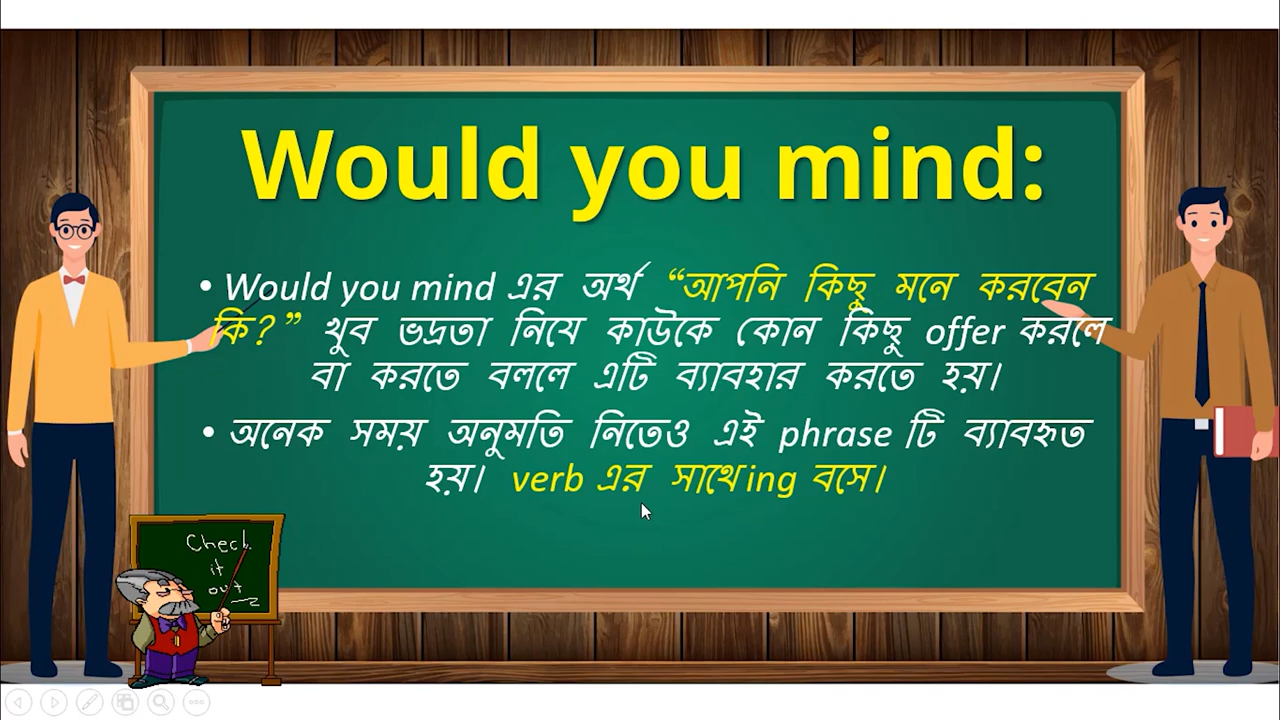 Would you mind:
• Would you mind এর অর্থ “আপনি কিছু মনে করবেন
কি?” খুব ভদ্রতা নিযে কাউকে কোন কিছু offer করলে
বা করতে বললে এটি ব্যাবহার করতে হয়।
• অনেক সময় অনুমতি নিতেও এই phrase টি ব্যাবহৃত
হয়। verb এর সাথে ing বসে।
Check
it
out